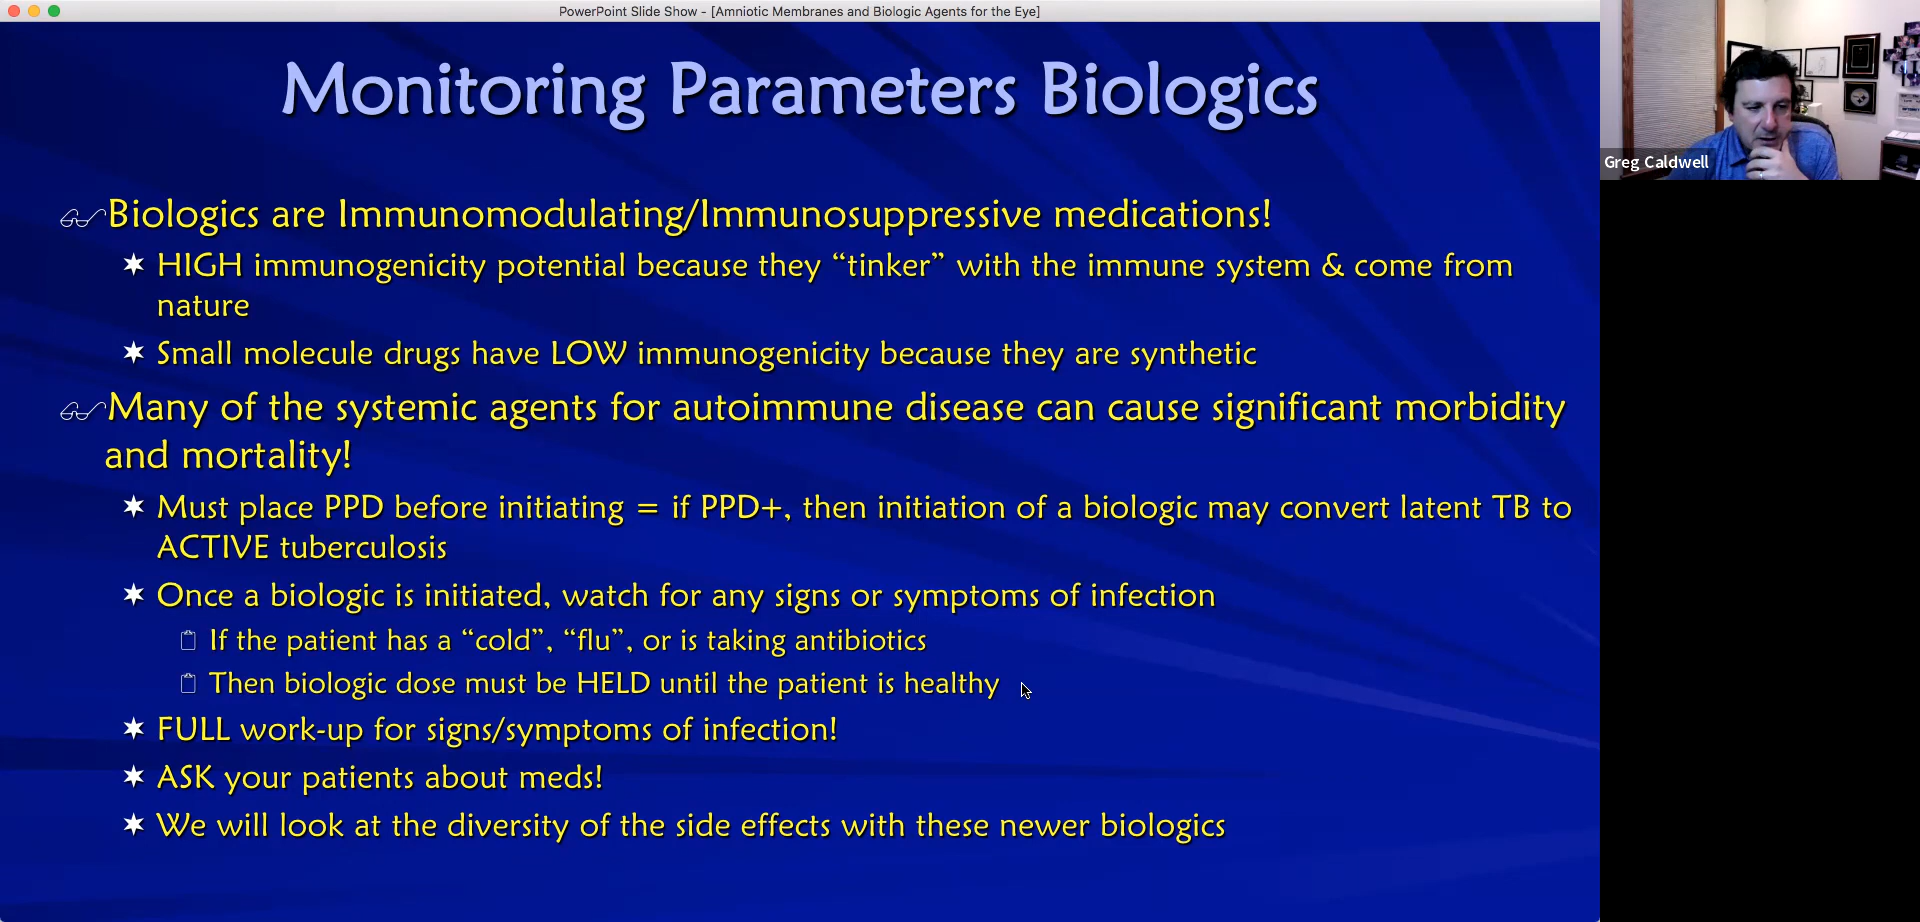 PowerPoint Slide Show - [Amniotic Membranes and Biologic Agents for the Eye]
Monitoring Parameters Biologics
Greg Caldwell
Biologics are Immunomodulating/Immunosuppressive medications!
HIGH immunogenicity potential because they “tinker” with the immune system & come from
nature
Small molecule drugs have LOW immunogenicity because they are synthetic
Many of the systemic agents for autoimmune disease can cause significant morbidity
and mortality!
Must place PPD before initiating = if PPD+, then initiation of a biologic may convert latent TB to
ACTIVE tuberculosis
Once a biologic is initiated, watch for any signs or symptoms of infection
If the patient has a “cold”, “flu”, or is taking antibiotics
Then biologic dose must be HELD until the patient is healthy
FULL work-up for signs/symptoms of infection!
ASK your patients about meds!
We will look at the diversity of the side effects with these newer biologics